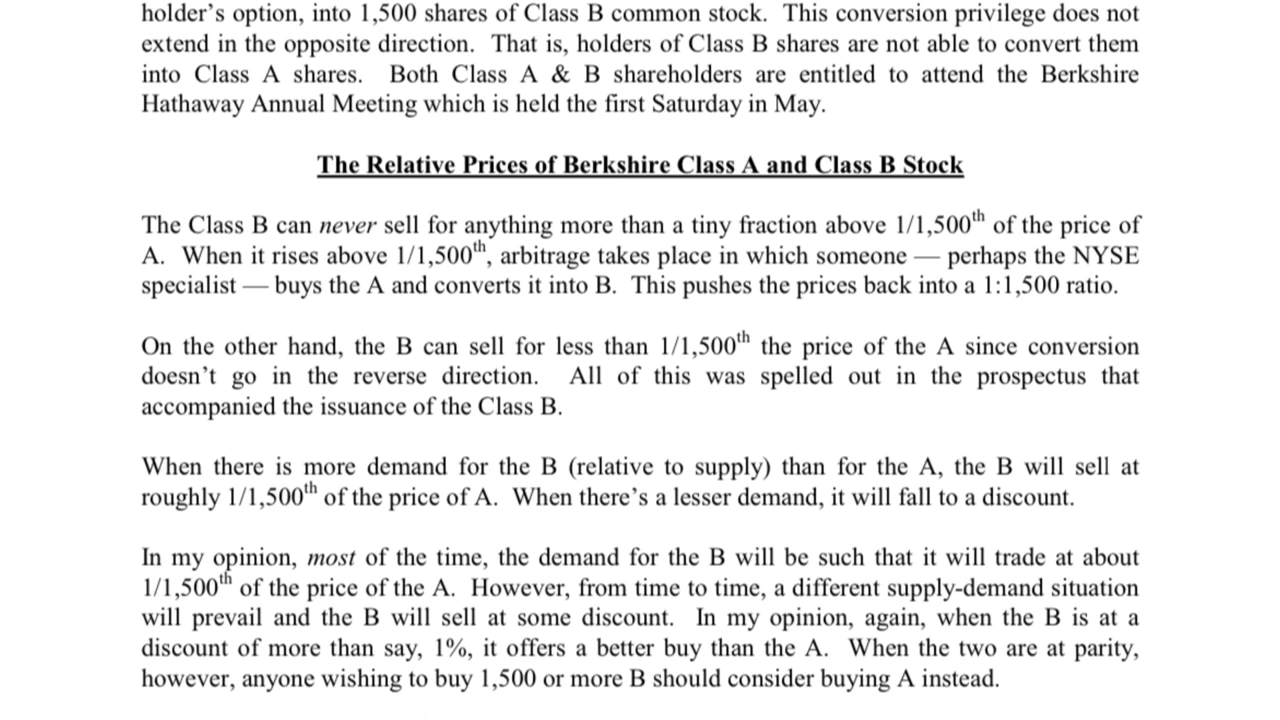 holder’s option, into 1,500 shares of Class B common stock.  This conversion privilege does not
extend in the opposite direction.  That is, holders of Class B shares are not able to convert them
into Class A shares.  Both Class A & B shareholders are entitled to attend the Berkshire
Hathaway Annual Meeting which is held the first Saturday in May.
The Relative Prices of Berkshire Class A and Class B Stock
The Class B can never sell for anything more than a tiny fraction above 1/1,500th of the price of
A.  When it rises above 1/1,500th, arbitrage takes place in which someone — perhaps the NYSE
specialist — buys the A and converts it into B.  This pushes the prices back into a 1:1,500 ratio.
On the other hand, the B can sell for less than 1/1,500th the price of the A since conversion
doesn’t go in the reverse direction.  All of this was spelled out in the prospectus that
accompanied the issuance of the Class B.
When there is more demand for the B (relative to supply) than for the A, the B will sell at
roughly 1/1,500th of the price of A.  When there’s a lesser demand, it will fall to a discount.
In my opinion, most of the time, the demand for the B will be such that it will trade at about
1/1,500th of the price of the A.  However, from time to time, a different supply-demand situation
will prevail and the B will sell at some discount.  In my opinion, again, when the B is at a
discount of more than say, 1%, it offers a better buy than the A.  When the two are at parity,
however, anyone wishing to buy 1,500 or more B should consider buying A instead.